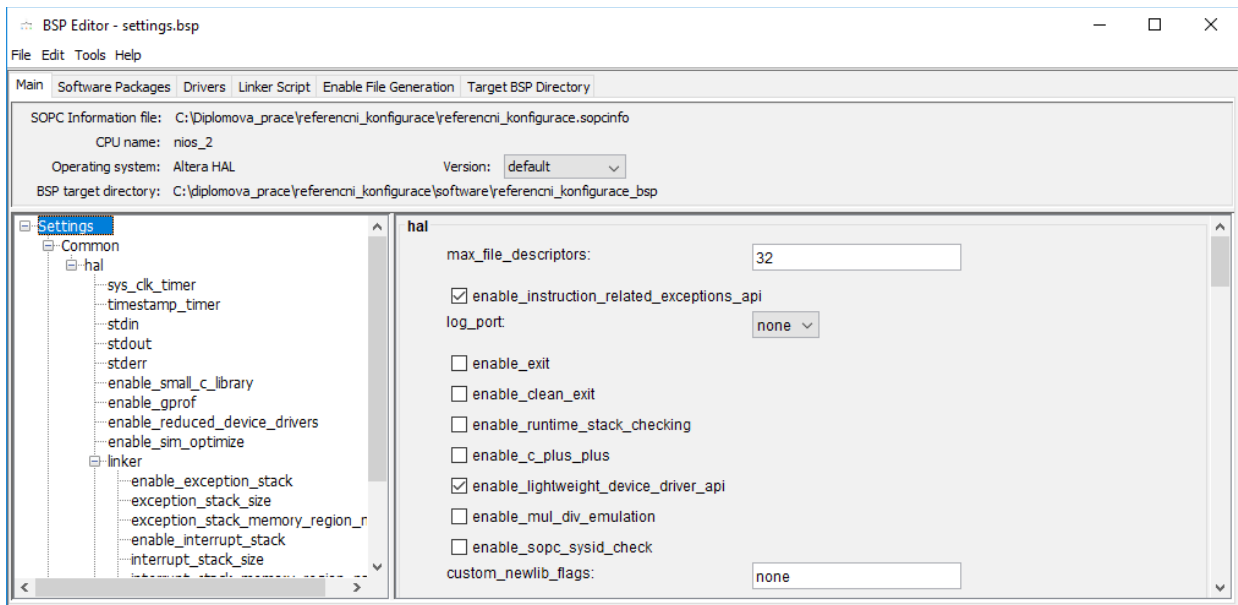 BSP Editor - settings.bsp
File Edit Tools Help
Main Software Packages Drivers Linker Script Enable File Generation Target BSP Directory
SOPC Information file: C:\Diplomova_prace\referencni_konfigurace\referencni_konfigurace.sopcinfo
CPU name: nios_2
Operating system: Altera HAL Version: default
BSP target directory: C:\diplomova_prace\referencni_konfigurace\software\referencni_konfigurace_bsp
Settings
Common
hal
sys_clk_timer
timestamp_timer
stdin
stdout
stderr
enable_small_c_library
enable_gprof
enable_reduced_device_drivers
enable_sim_optimize
linker
enable_exception_stack
exception_stack_size
exception_stack_memory_region_n
enable_interrupt_stack
interrupt_stack_size
hal
max_file_descriptors: 32
enable_instruction_related_exceptions_api
log_port: none
enable_exit
enable_clean_exit
enable_runtime_stack_checking
enable_c_plus_plus
enable_lightweight_device_driver_api
enable_mul_div_emulation
enable_sopc_sysid_check
custom_newlib_flags: none